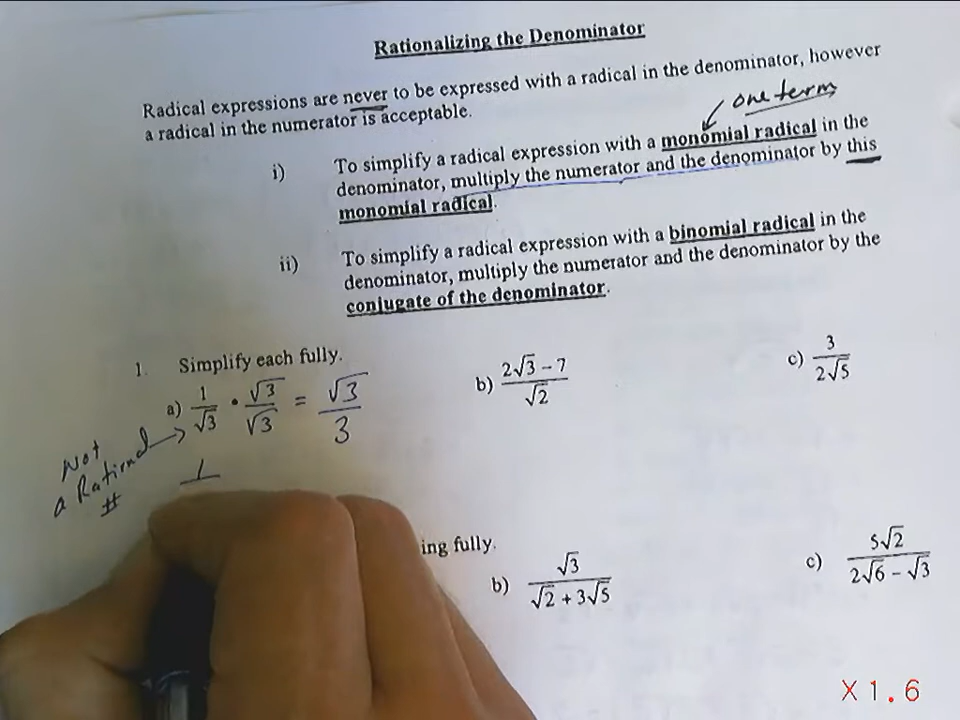 Rationalizing the Denominator
Radical expressions are never to be expressed with a radical in the denominator, however
a radical in the numerator is acceptable.
one term
i) To simplify a radical expression with a monomial radical in the
denominator, multiply the numerator and the denominator by this
monomial radical.
ii) To simplify a radical expression with a binomial radical in the
denominator, multiply the numerator and the denominator by the
conjugate of the denominator.
1. Simplify each fully.
a) 1/√3 • √3/√3 = √3/3
b) (2√3 – 7)/√2
c) 3/(2√5)
Not
a Rational
#
1
ing fully.
b) √3/(√2 + 3√5)
c) 5√2/(2√6 – √3)
X1.6